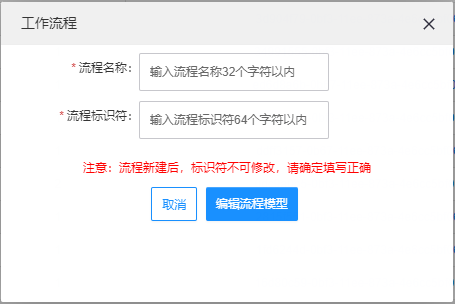 工作流程
* 流程名称: 输入流程名称32个字符以内
* 流程标识符: 输入流程标识符64个字符以内
注意：流程新建后，标识符不可修改，请确定填写正确
取消 编辑流程模型